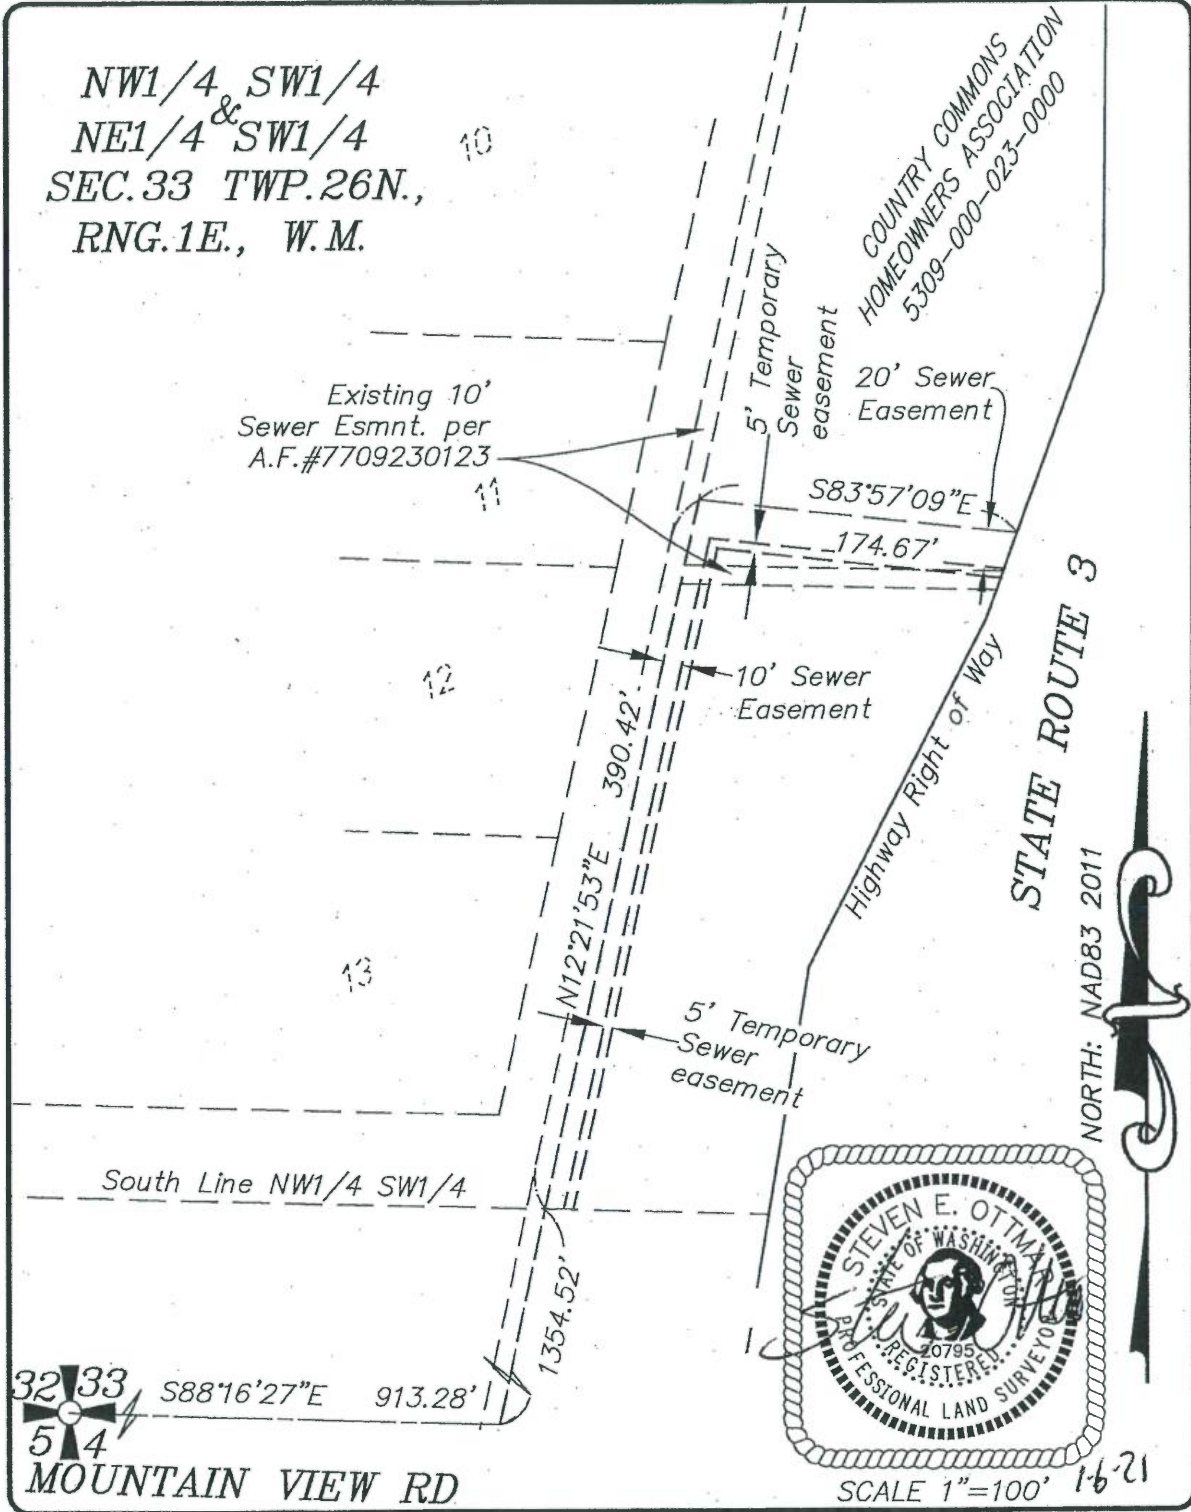 NW1/4 SW1/4
&
NE1/4 SW1/4
SEC.33 TWP.26N.,
RNG.1E., W.M.
10
COUNTRY COMMONS
HOMEOWNERS ASSOCIATION
5309-000-023-0000
5' Temporary
Sewer
easement
20' Sewer
Easement
Existing 10'
Sewer Esmnt. per
A.F.#7709230123
11
S83°57'09"E
174.67'
STATE ROUTE 3
12
10' Sewer
Easement
Highway Right of Way
N12°21'53"E 390.42'
13
5' Temporary
Sewer
easement
NORTH: NAD83 2011
South Line NW1/4 SW1/4
1354.52'
STEVEN E. OTTMAR
STATE OF WASHINGTON
20795
REGISTERED
PROFESSIONAL LAND SURVEYOR
32 33
5 4
S88°16'27"E 913.28'
MOUNTAIN VIEW RD
SCALE 1"=100'